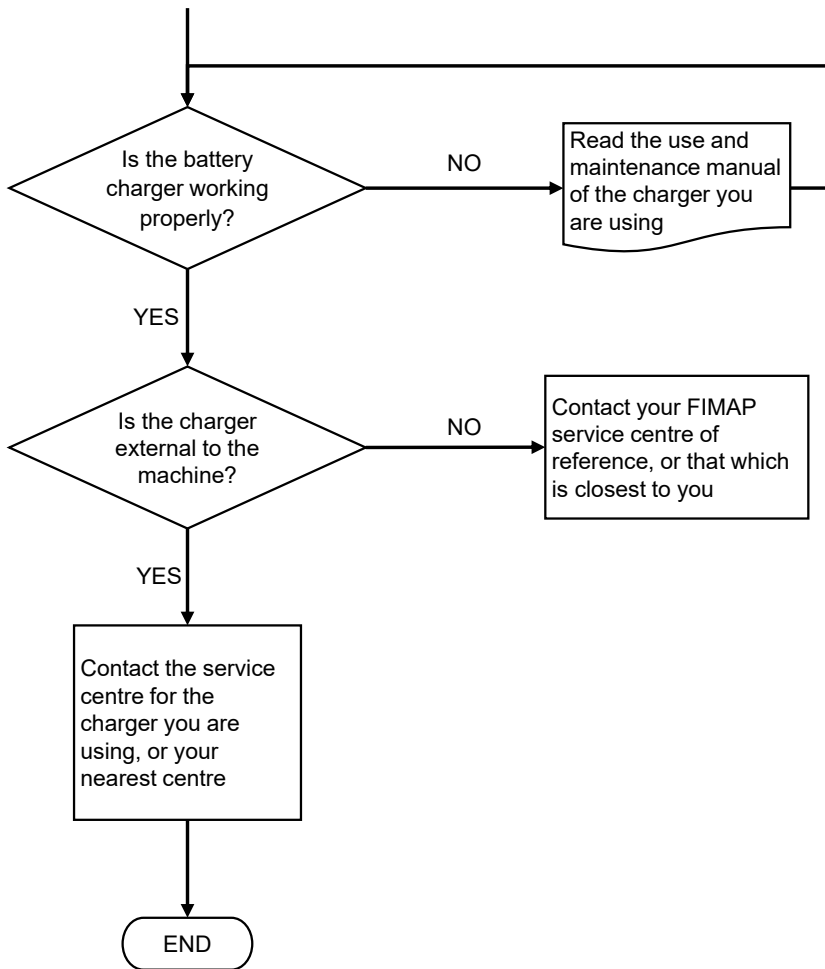 Is the battery
charger working
properly?
NO
Read the use and
maintenance manual
of the charger you
are using
YES
Is the charger
external to the
machine?
NO
Contact your FIMAP
service centre of
reference, or that which
is closest to you
YES
Contact the service
centre for the
charger you are
using, or your
nearest centre
END